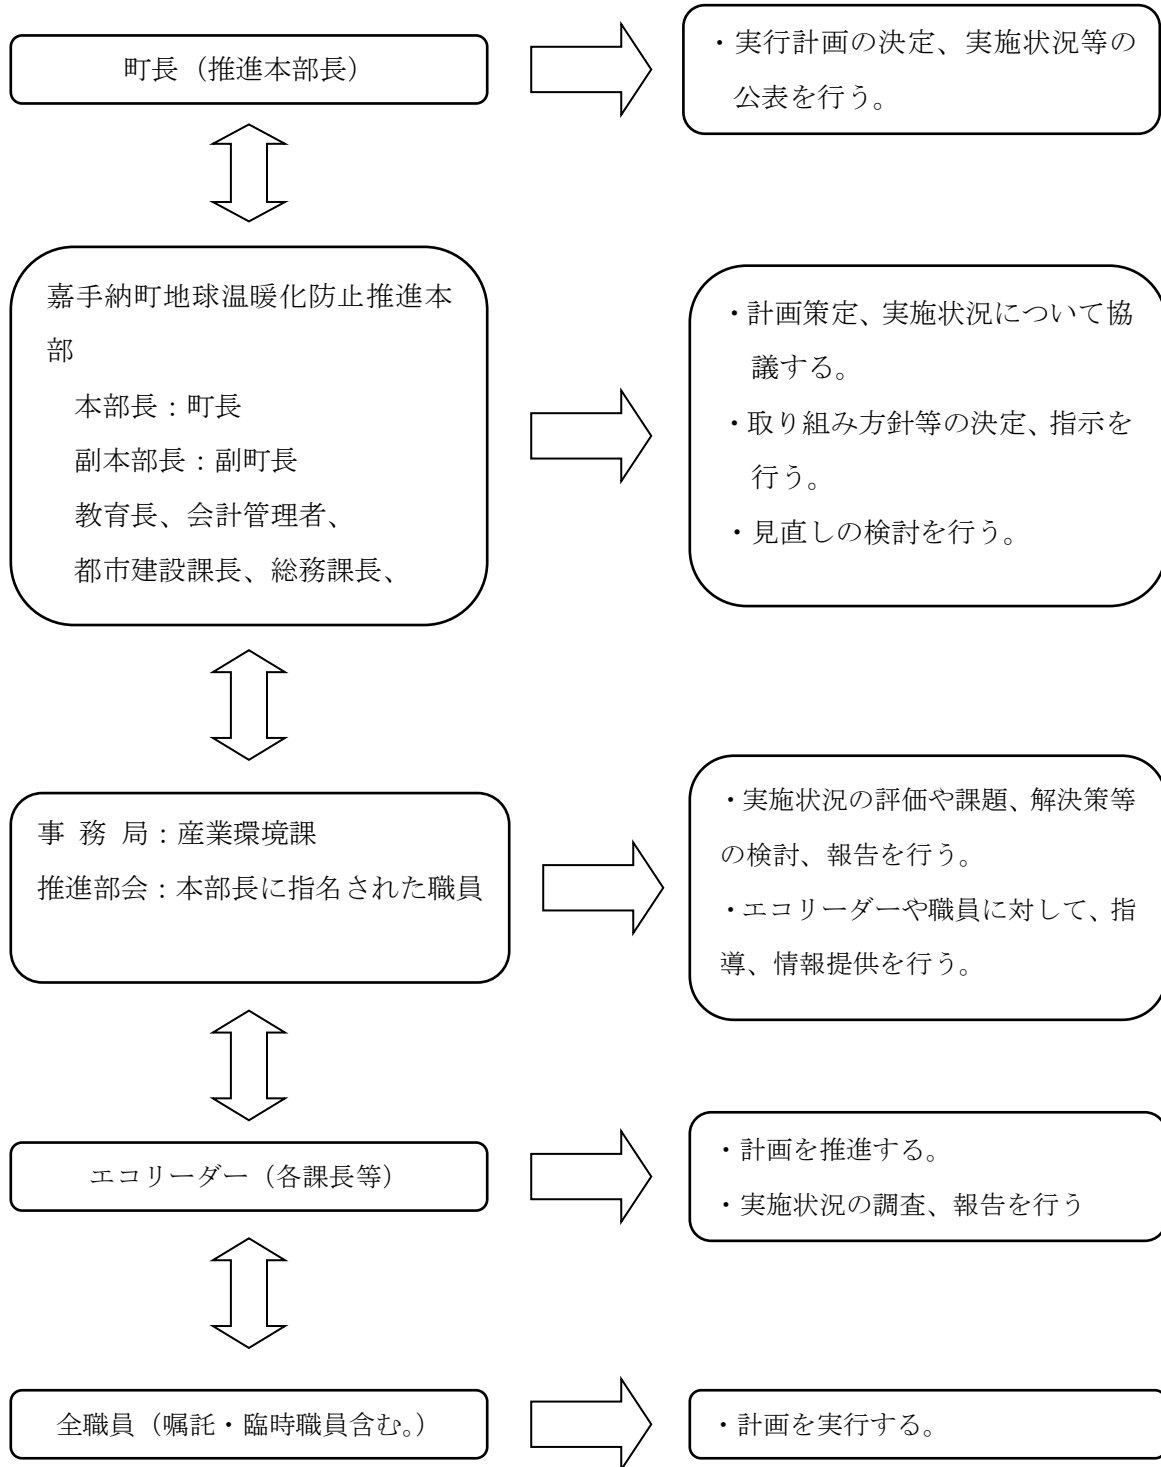 町長（推進本部長）
・実行計画の決定、実施状況等の
公表を行う。
嘉手納町地球温暖化防止推進本
部
本部長：町長
副本部長：副町長
教育長、会計管理者、
都市建設課長、総務課長、
・計画策定、実施状況について協
議する。
・取り組み方針等の決定、指示を
行う。
・見直しの検討を行う。
事 務 局：産業環境課
推進部会：本部長に指名された職員
・実施状況の評価や課題、解決策等
の検討、報告を行う。
・エコリーダーや職員に対して、指
導、情報提供を行う。
エコリーダー（各課長等）
・計画を推進する。
・実施状況の調査、報告を行う
全職員（嘱託・臨時職員含む。）
・計画を実行する。